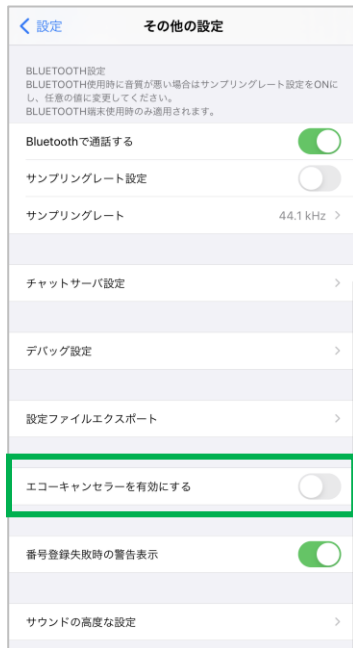 設定 その他の設定
BLUETOOTH設定
BLUETOOTH使用時に音質が悪い場合はサンプリングレート設定をONに
し、任意の値に変更してください。
BLUETOOTH端末使用時のみ適用されます。
Bluetoothで通話する
サンプリングレート設定
サンプリングレート 44.1 kHz
チャットサーバ設定
デバッグ設定
設定ファイルエクスポート
エコーキャンセラーを有効にする
番号登録失敗時の警告表示
サウンドの高度な設定